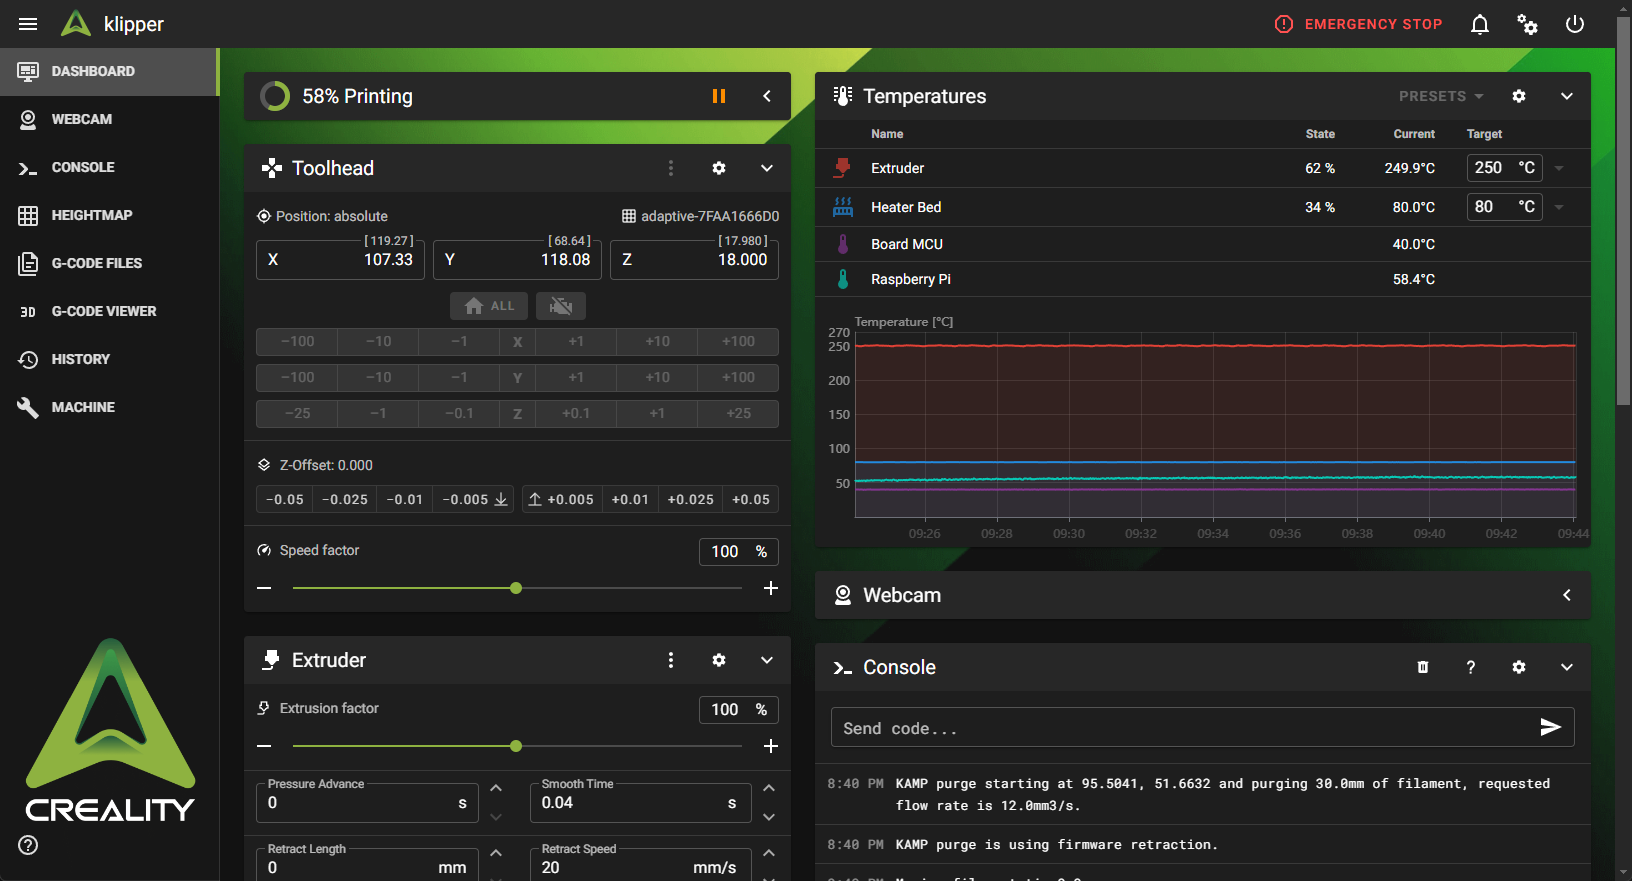 klipper
EMERGENCY STOP
DASHBOARD
WEBCAM
CONSOLE
HEIGHTMAP
G-CODE FILES
3D G-CODE VIEWER
HISTORY
MACHINE
CREALITY
58% Printing
Toolhead
Position: absolute adaptive-7FAA1666D0
[ 119.27 ] [ 68.64 ] [ 17.980 ]
X 107.33 Y 118.08 Z 18.000
ALL
−100 −10 −1 X +1 +10 +100
−100 −10 −1 Y +1 +10 +100
−25 −1 −0.1 Z +0.1 +1 +25
Z-Offset: 0.000
−0.05 −0.025 −0.01 −0.005 +0.005 +0.01 +0.025 +0.05
Speed factor 100 %
Extruder
Extrusion factor 100 %
Pressure Advance Smooth Time
0 s 0.04 s
Retract Length Retract Speed
0 mm 20 mm/s
Temperatures PRESETS
Name State Current Target
Extruder 62 % 249.9°C 250 °C
Heater Bed 34 % 80.0°C 80 °C
Board MCU 40.0°C
Raspberry Pi 58.4°C
Temperature [°C]
270
250
200
150
100
50
09:26 09:28 09:30 09:32 09:34 09:36 09:38 09:40 09:42 09:44
Webcam
Console
Send code...
8:40 PM KAMP purge starting at 95.5041, 51.6632 and purging 30.0mm of filament, requested
flow rate is 12.0mm3/s.
8:40 PM KAMP purge is using firmware retraction.